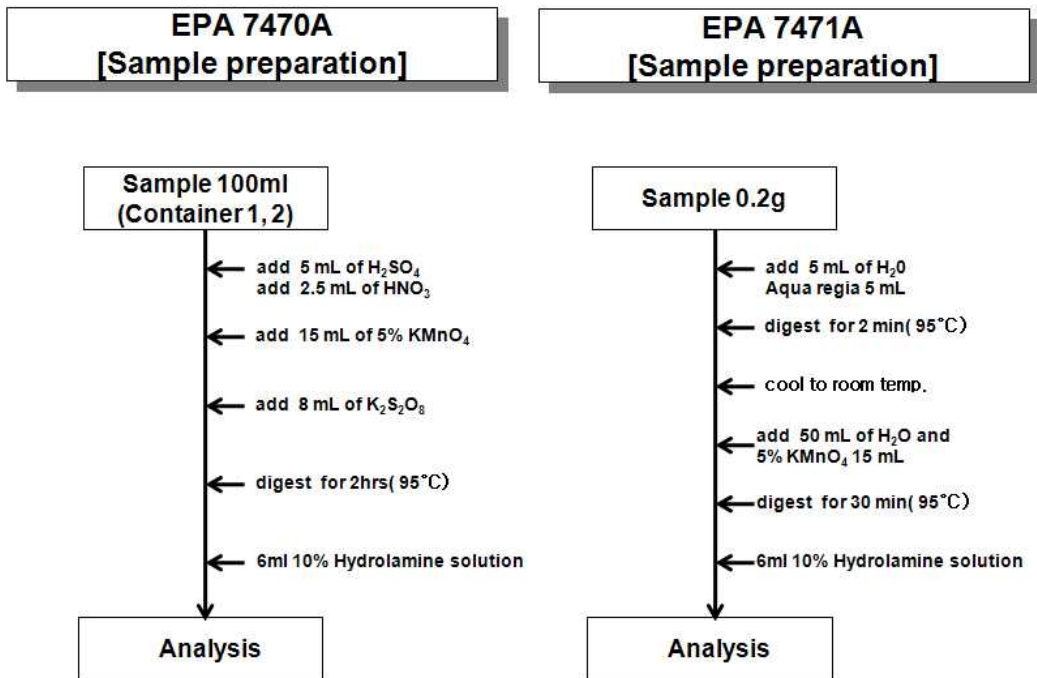 EPA 7470A
[Sample preparation]
Sample 100ml
(Container 1, 2)
add 5 mL of H₂SO₄
add 2.5 mL of HNO₃
add 15 mL of 5% KMnO₄
add 8 mL of K₂S₂O₈
digest for 2hrs( 95℃)
6ml 10% Hydrolamine solution
Analysis
EPA 7471A
[Sample preparation]
Sample 0.2g
add 5 mL of H₂0
Aqua regia 5 mL
digest for 2 min( 95℃)
cool to room temp.
add 50 mL of H₂O and
5% KMnO₄ 15 mL
digest for 30 min( 95℃)
6ml 10% Hydrolamine solution
Analysis